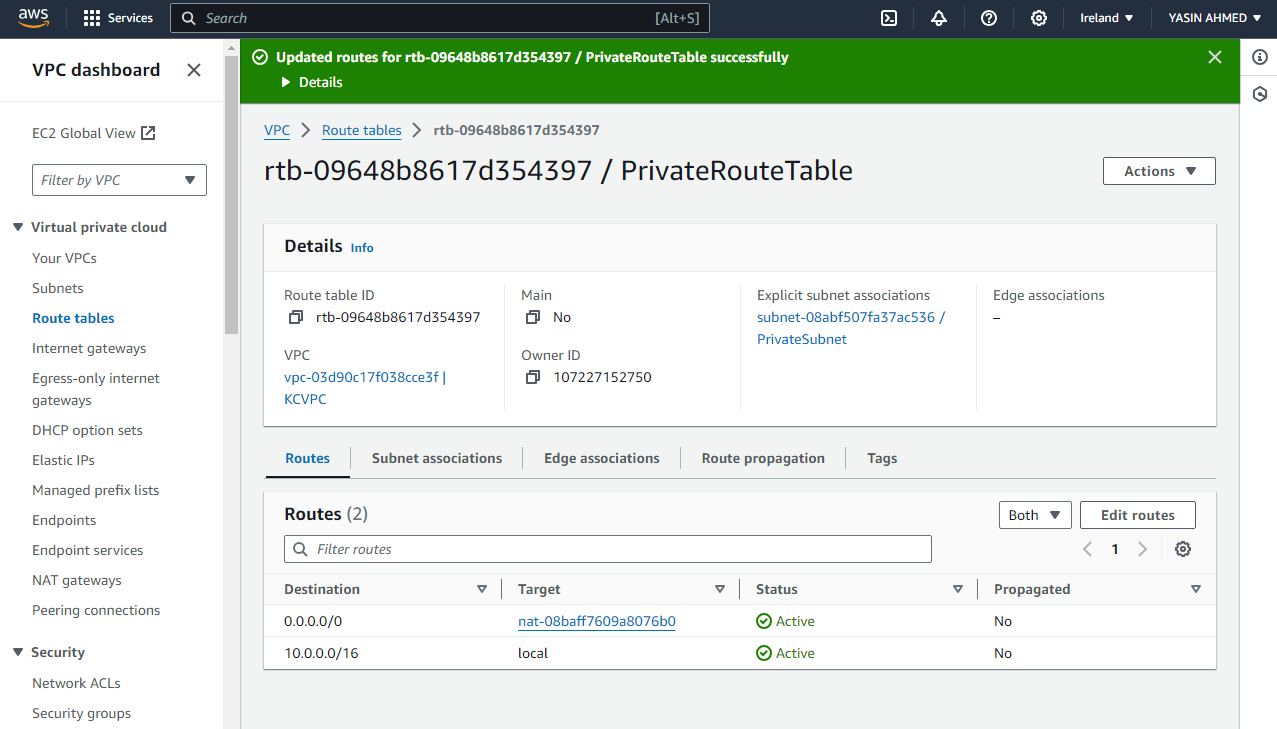 aws
Services
Search
[Alt+S]
Ireland
YASIN AHMED
VPC dashboard
EC2 Global View
Filter by VPC
Virtual private cloud
Your VPCs
Subnets
Route tables
Internet gateways
Egress-only internet
gateways
DHCP option sets
Elastic IPs
Managed prefix lists
Endpoints
Endpoint services
NAT gateways
Peering connections
Security
Network ACLs
Security groups
Updated routes for rtb-09648b8617d354397 / PrivateRouteTable successfully
Details
VPC > Route tables > rtb-09648b8617d354397
rtb-09648b8617d354397 / PrivateRouteTable
Actions
Details Info
Route table ID
rtb-09648b8617d354397
VPC
vpc-03d90c17f038cce3f |
KCVPC
Main
No
Owner ID
107227152750
Explicit subnet associations
subnet-08abf507fa37ac536 /
PrivateSubnet
Edge associations
–
Routes
Subnet associations
Edge associations
Route propagation
Tags
Routes (2)
Both
Edit routes
Filter routes
1
Destination Target Status Propagated
0.0.0.0/0 nat-08baff7609a8076b0 Active No
10.0.0.0/16 local Active No